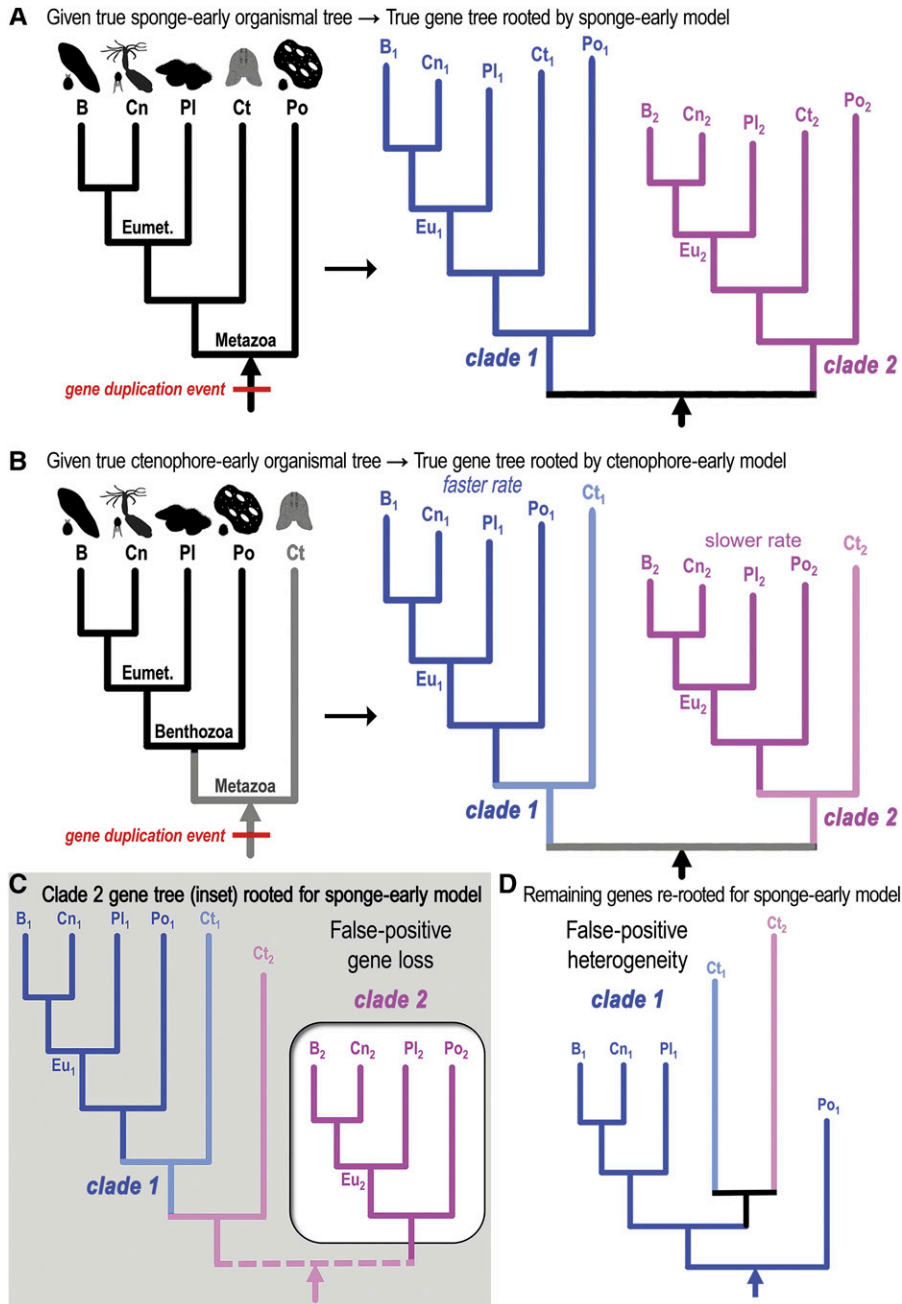 A Given true sponge-early organismal tree → True gene tree rooted by sponge-early model
B Cn Pl Ct Po
Eumet.
Metazoa
gene duplication event
B₁ Cn₁ Pl₁ Ct₁ Po₁
Eu₁
clade 1
B₂ Cn₂ Pl₂ Ct₂ Po₂
Eu₂
clade 2
B Given true ctenophore-early organismal tree → True gene tree rooted by ctenophore-early model
B Cn Pl Po Ct
Eumet.
Benthozoa
Metazoa
gene duplication event
faster rate
B₁ Cn₁ Pl₁ Po₁ Ct₁
Eu₁
clade 1
slower rate
B₂ Cn₂ Pl₂ Po₂ Ct₂
Eu₂
clade 2
C Clade 2 gene tree (inset) rooted for sponge-early model
B₁ Cn₁ Pl₁ Po₁ Ct₁
Ct₂
Eu₁
clade 1
False-positive
gene loss
clade 2
B₂ Cn₂ Pl₂ Po₂
Eu₂
D Remaining genes re-rooted for sponge-early model
False-positive
heterogeneity
clade 1
Ct₁ Ct₂
B₁ Cn₁ Pl₁
Po₁